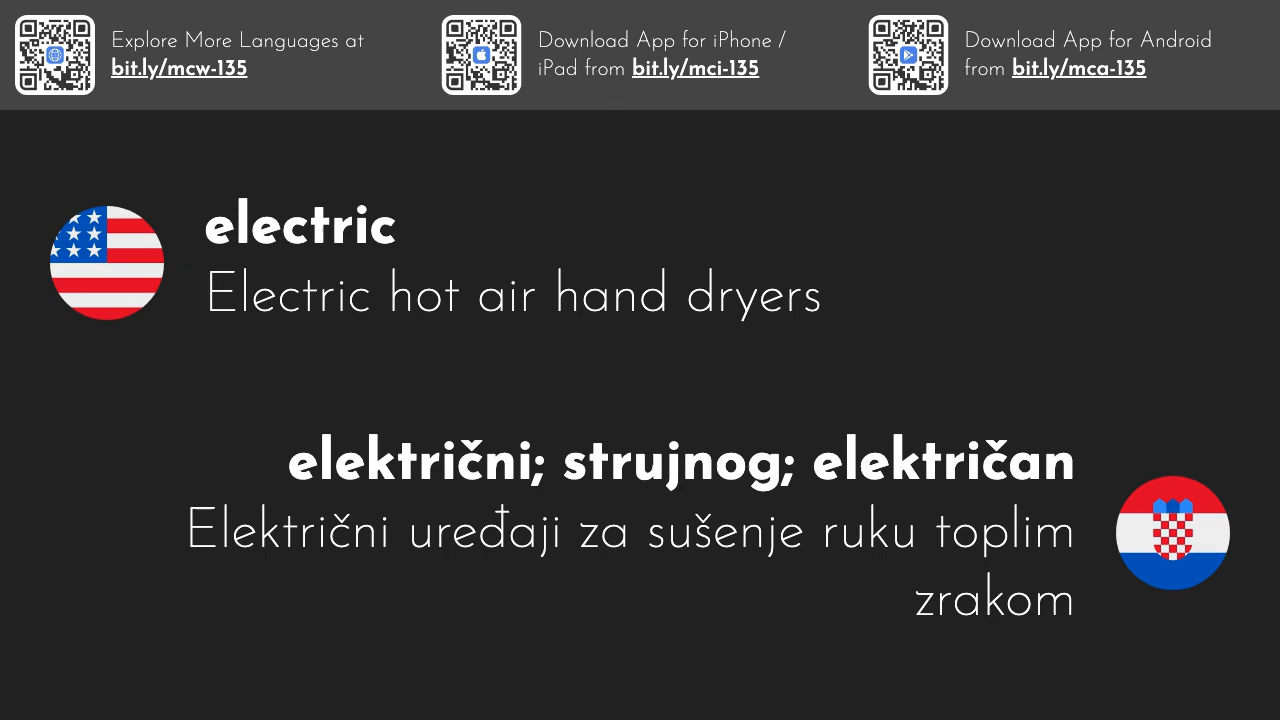 Explore More Languages at
bit.ly/mcw-135
Download App for iPhone /
iPad from bit.ly/mci-135
Download App for Android
from bit.ly/mca-135
electric
Electric hot air hand dryers
električni; strujnog; električan
Električni uređaji za sušenje ruku toplim
zrakom